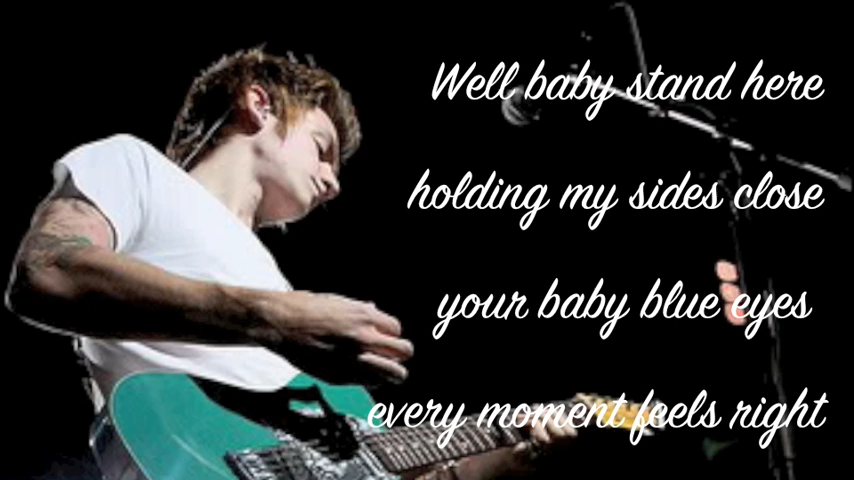 Well baby stand here
holding my sides close
your baby blue eyes
every moment feels right